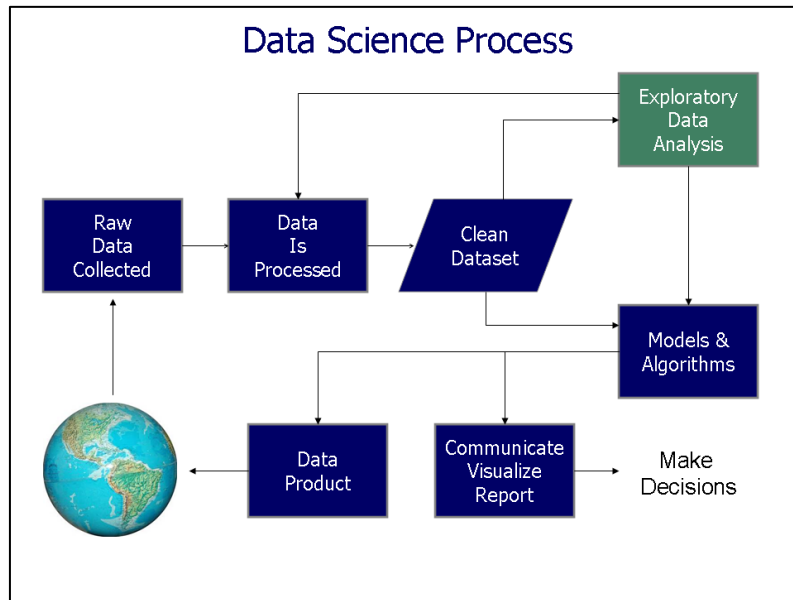 Data Science Process
Exploratory
Data
Analysis
Raw
Data
Collected
Data
Is
Processed
Clean
Dataset
Models &
Algorithms
Data
Product
Communicate
Visualize
Report
Make
Decisions